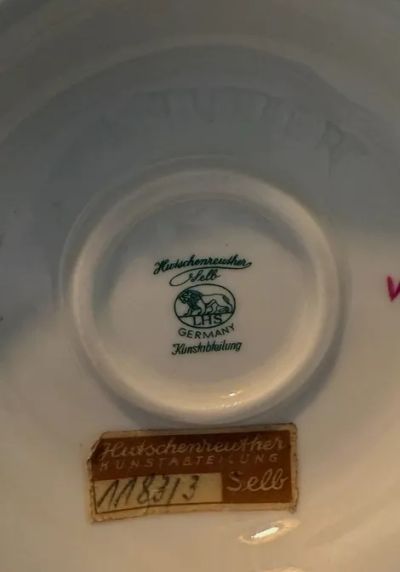 Hutschenreuther
Selb
LHS
GERMANY
Kunstabteilung
Hutschenreuther
KUNSTABTEILUNG
118313 Selb